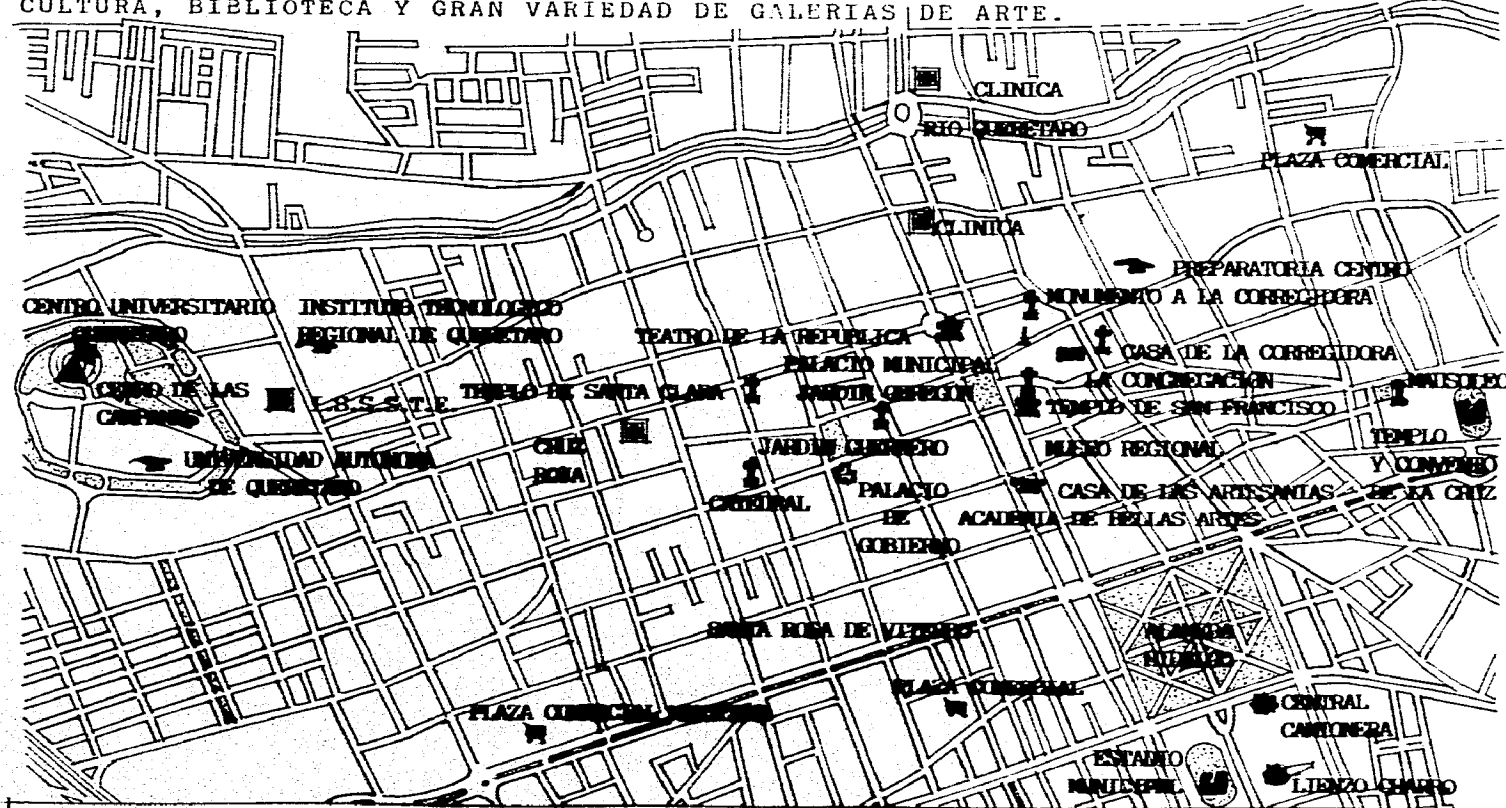 CULTURA, BIBLIOTECA Y GRAN VARIEDAD DE GALERIAS DE ARTE.
CLINICA
RIO QUERETARO
PLAZA COMERCIAL
CLINICA
PREPARATORIA CENTRO
MONUMENTO A LA CORREGIDORA
CENTRO UNIVERSITARIO
INSTITUTO TECNOLOGICO
REGIONAL DE QUERETARO
TEATRO DE LA REPUBLICA
CASA DE LA CORREGIDORA
PALACIO MUNICIPAL
LA CONGREGACION
CERRO DE LAS
CAMPANAS
I.S.S.S.T.E.
TEMPLO DE SANTA CLARA
JARDIN OBREGON
TEMPLO DE SAN FRANCISCO
MAUSOLEO
CRUZ
ROJA
JARDIN GUERRERO
MUSEO REGIONAL
TEMPLO
Y CONVENTO
DE LA CRUZ
UNIVERSIDAD AUTONOMA
DE QUERETARO
CATEDRAL
PALACIO
DE
GOBIERNO
CASA DE LAS ARTESANIAS
ACADEMIA DE BELLAS ARTES
SANTA ROSA DE VITERBO
ALAMEDA
HIDALGO
PLAZA COMERCIAL
PLAZA COMERCIAL
CENTRAL
CAMIONERA
ESTADIO
MUNICIPAL
LIENZO CHARRO